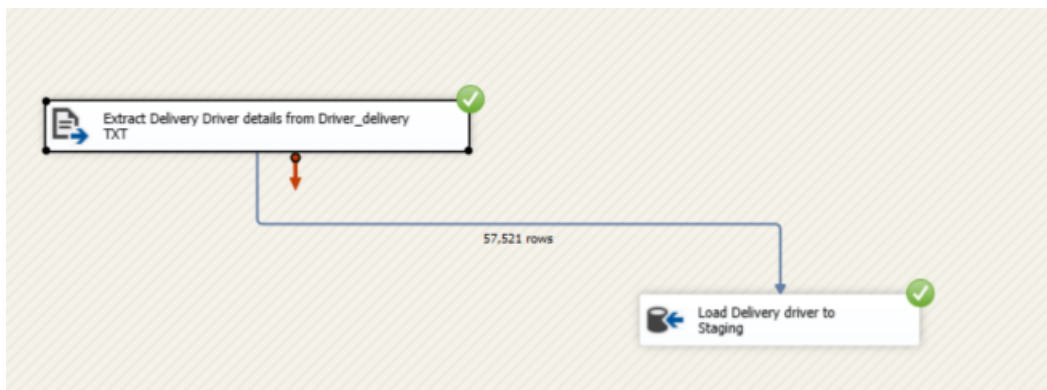 Extract Delivery Driver details from Driver_delivery
TXT
57,521 rows
Load Delivery driver to
Staging